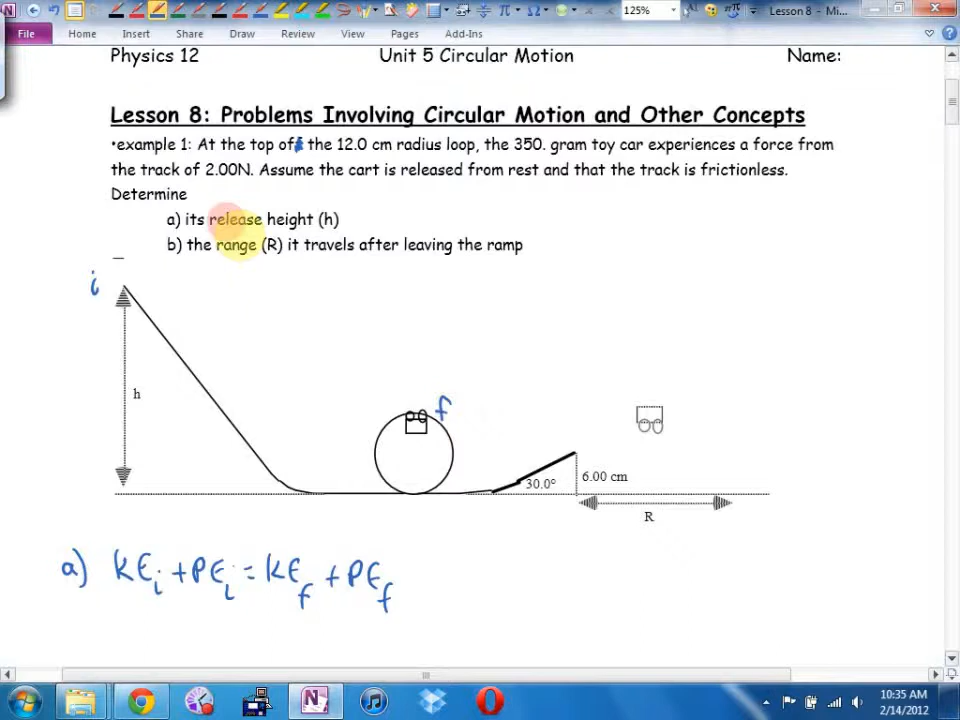 125%
Lesson 8 - Mi...
File Home Insert Share Draw Review View Pages Add-Ins
Physics 12 Unit 5 Circular Motion Name:
Lesson 8: Problems Involving Circular Motion and Other Concepts
•example 1: At the top of the 12.0 cm radius loop, the 350. gram toy car experiences a force from
the track of 2.00N. Assume the cart is released from rest and that the track is frictionless.
Determine
a) its release height (h)
b) the range (R) it travels after leaving the ramp
i
h
f
30.0°
6.00 cm
R
a) KEi + PEi = KEf + PEf
10:35 AM
2/14/2012